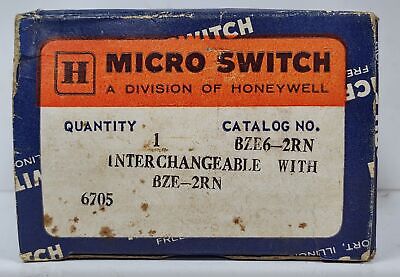 H MICRO SWITCH
A DIVISION OF HONEYWELL
QUANTITY CATALOG NO.
1 BZE6-2RN
INTERCHANGEABLE WITH
BZE-2RN
6705